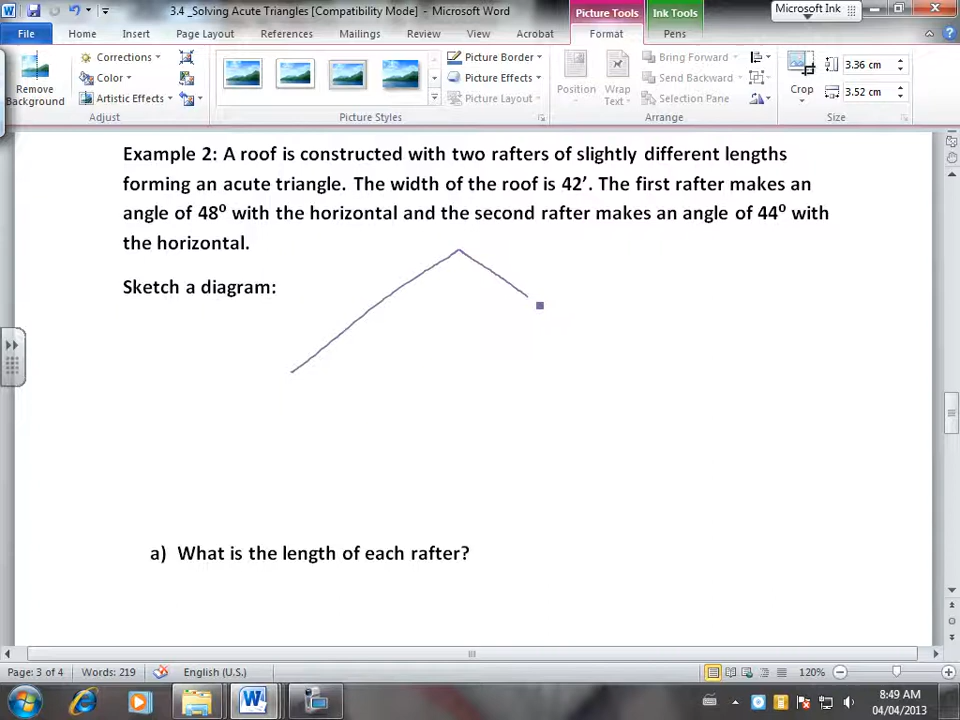 3.4 _Solving Acute Triangles [Compatibility Mode] - Microsoft Word
Picture Tools
Ink Tools
Microsoft Ink
File
Home
Insert
Page Layout
References
Mailings
Review
View
Acrobat
Format
Pens
Remove Background
Corrections
Color
Artistic Effects
Adjust
Picture Styles
Picture Border
Picture Effects
Picture Layout
Position
Wrap Text
Bring Forward
Send Backward
Selection Pane
Arrange
Crop
3.36 cm
3.52 cm
Size
Example 2: A roof is constructed with two rafters of slightly different lengths
forming an acute triangle. The width of the roof is 42’. The first rafter makes an
angle of 48⁰ with the horizontal and the second rafter makes an angle of 44⁰ with
the horizontal.
Sketch a diagram:
a) What is the length of each rafter?
Page: 3 of 4
Words: 219
English (U.S.)
120%
8:49 AM
04/04/2013